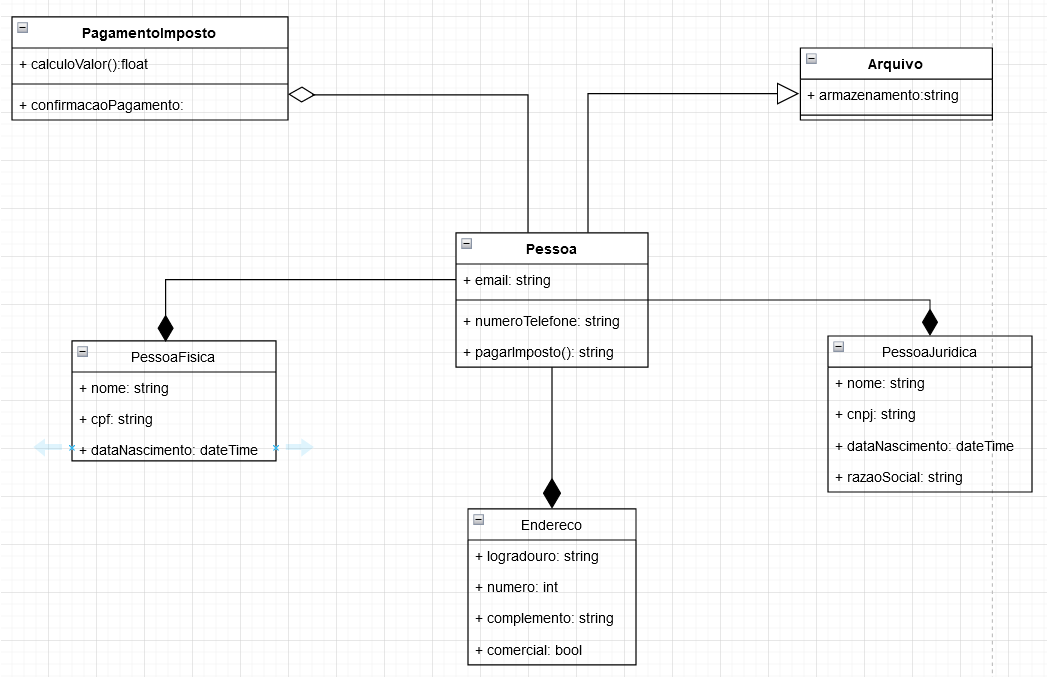 PagamentoImposto
+ calculoValor():float
+ confirmacaoPagamento:
Arquivo
+ armazenamento:string
Pessoa
+ email: string
+ numeroTelefone: string
+ pagarImposto(): string
PessoaFisica
+ nome: string
+ cpf: string
+ dataNascimento: dateTime
PessoaJuridica
+ nome: string
+ cnpj: string
+ dataNascimento: dateTime
+ razaoSocial: string
Endereco
+ logradouro: string
+ numero: int
+ complemento: string
+ comercial: bool